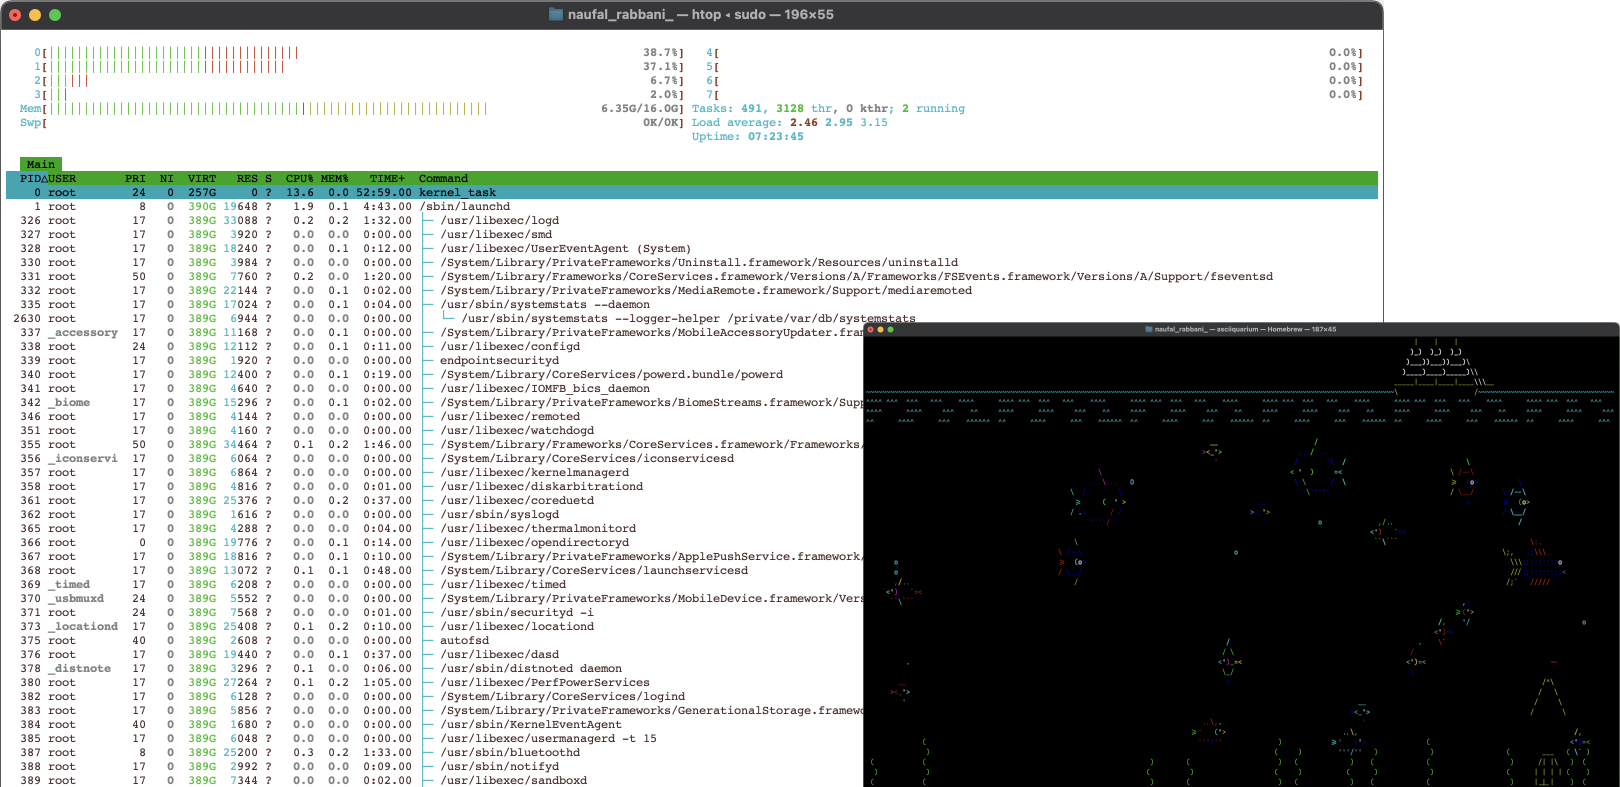 naufal_rabbani_ — htop ◂ sudo — 196×55
0[ 38.7%] 4[ 0.0%]
1[ 37.1%] 5[ 0.0%]
2[ 6.7%] 6[ 0.0%]
3[ 2.0%] 7[ 0.0%]
Mem[ 6.35G/16.0G] Tasks: 491, 3128 thr, 0 kthr; 2 running
Swp[ 0K/0K] Load average: 2.46 2.95 3.15
Uptime: 07:23:45
Main
PID△USER PRI NI VIRT RES S CPU% MEM% TIME+ Command
0 root 24 0 257G 0 ? 13.6 0.0 52:59.00 kernel_task
1 root 8 0 390G 19648 ? 1.9 0.1 4:43.00 /sbin/launchd
326 root 17 0 389G 33088 ? 0.2 0.2 1:32.00 ├─ /usr/libexec/logd
327 root 17 0 389G 3920 ? 0.0 0.0 0:00.00 ├─ /usr/libexec/smd
328 root 17 0 389G 18240 ? 0.0 0.1 0:12.00 ├─ /usr/libexec/UserEventAgent (System)
330 root 17 0 389G 3984 ? 0.0 0.0 0:00.00 ├─ /System/Library/PrivateFrameworks/Uninstall.framework/Resources/uninstalld
331 root 50 0 389G 7760 ? 0.2 0.0 1:20.00 ├─ /System/Library/Frameworks/CoreServices.framework/Versions/A/Frameworks/FSEvents.framework/Versions/A/Support/fseventsd
332 root 17 0 389G 22144 ? 0.0 0.1 0:02.00 ├─ /System/Library/PrivateFrameworks/MediaRemote.framework/Support/mediaremoted
335 root 17 0 389G 17024 ? 0.0 0.1 0:04.00 ├─ /usr/sbin/systemstats --daemon
2630 root 17 0 389G 6944 ? 0.0 0.0 0:00.00 │ └─ /usr/sbin/systemstats --logger-helper /private/var/db/systemstats
337 _accessory 17 0 389G 11168 ? 0.0 0.1 0:00.00 ├─ /System/Library/PrivateFrameworks/MobileAccessoryUpdater.fra
338 root 24 0 389G 12112 ? 0.0 0.1 0:11.00 ├─ /usr/libexec/configd
339 root 17 0 389G 1920 ? 0.0 0.0 0:00.00 ├─ endpointsecurityd
340 root 17 0 389G 12400 ? 0.0 0.1 0:19.00 ├─ /System/Library/CoreServices/powerd.bundle/powerd
341 root 17 0 389G 4640 ? 0.0 0.0 0:00.00 ├─ /usr/libexec/IOMFB_bics_daemon
342 _biome 17 0 389G 15296 ? 0.0 0.1 0:02.00 ├─ /System/Library/PrivateFrameworks/BiomeStreams.framework/Sup
346 root 17 0 389G 4144 ? 0.0 0.0 0:00.00 ├─ /usr/libexec/remoted
351 root 17 0 389G 4160 ? 0.0 0.0 0:00.00 ├─ /usr/libexec/watchdogd
355 root 50 0 389G 34464 ? 0.1 0.2 1:46.00 ├─ /System/Library/Frameworks/CoreServices.framework/Frameworks/
356 _iconservi 17 0 389G 6064 ? 0.0 0.0 0:00.00 ├─ /System/Library/CoreServices/iconservicesd
357 root 17 0 389G 6864 ? 0.0 0.0 0:00.00 ├─ /usr/libexec/kernelmanagerd
358 root 17 0 389G 4816 ? 0.0 0.0 0:01.00 ├─ /usr/libexec/diskarbitrationd
361 root 17 0 389G 25376 ? 0.0 0.2 0:37.00 ├─ /usr/libexec/coreduetd
362 root 17 0 389G 1616 ? 0.0 0.0 0:00.00 ├─ /usr/sbin/syslogd
365 root 17 0 389G 4288 ? 0.0 0.0 0:04.00 ├─ /usr/libexec/thermalmonitord
366 root 0 0 389G 19776 ? 0.0 0.1 0:14.00 ├─ /usr/libexec/opendirectoryd
367 root 17 0 389G 18816 ? 0.0 0.1 0:00.00 ├─ /System/Library/PrivateFrameworks/ApplePushService.framework/
368 root 17 0 389G 13072 ? 0.1 0.1 0:48.00 ├─ /System/Library/CoreServices/launchservicesd
369 _timed 17 0 389G 6208 ? 0.0 0.0 0:00.00 ├─ /usr/libexec/timed
370 _usbmuxd 24 0 389G 5552 ? 0.0 0.0 0:00.00 ├─ /System/Library/PrivateFrameworks/MobileDevice.framework/Vers
371 root 24 0 389G 7568 ? 0.0 0.0 0:01.00 ├─ /usr/sbin/securityd -i
373 _locationd 17 0 389G 25408 ? 0.1 0.2 0:10.00 ├─ /usr/libexec/locationd
375 root 40 0 389G 2608 ? 0.0 0.0 0:00.00 ├─ autofsd
376 root 17 0 389G 19440 ? 0.0 0.1 0:37.00 ├─ /usr/libexec/dasd
378 _distnote 17 0 389G 3296 ? 0.1 0.0 0:06.00 ├─ /usr/sbin/distnoted daemon
380 root 17 0 389G 27264 ? 0.1 0.2 1:05.00 ├─ /usr/libexec/PerfPowerServices
382 root 17 0 389G 6128 ? 0.0 0.0 0:00.00 ├─ /System/Library/CoreServices/logind
383 root 17 0 389G 5856 ? 0.0 0.0 0:00.00 ├─ /System/Library/PrivateFrameworks/GenerationalStorage.framewo
384 root 40 0 389G 1680 ? 0.0 0.0 0:00.00 ├─ /usr/sbin/KernelEventAgent
385 root 17 0 389G 6048 ? 0.0 0.0 0:00.00 ├─ /usr/libexec/usermanagerd -t 15
387 root 8 0 389G 25200 ? 0.3 0.2 1:33.00 ├─ /usr/sbin/bluetoothd
388 root 17 0 389G 2992 ? 0.0 0.0 0:09.00 ├─ /usr/sbin/notifyd
389 root 17 0 389G 7344 ? 0.0 0.0 0:02.00 ├─ /usr/libexec/sandboxd
naufal_rabbani_ — asciiquarium — Homebrew — 187×45